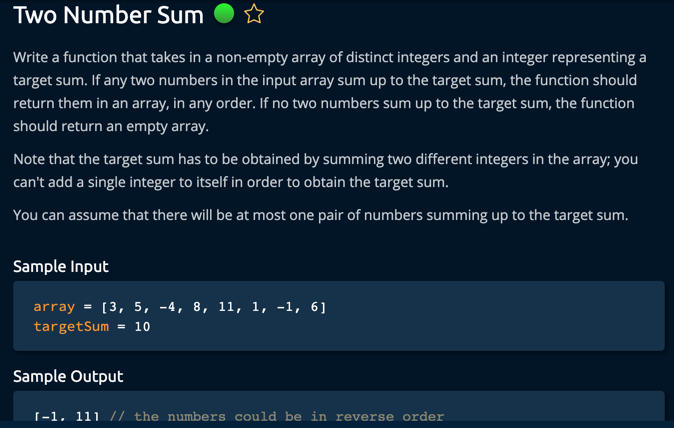 Two Number Sum
Write a function that takes in a non-empty array of distinct integers and an integer representing a
target sum. If any two numbers in the input array sum up to the target sum, the function should
return them in an array, in any order. If no two numbers sum up to the target sum, the function
should return an empty array.
Note that the target sum has to be obtained by summing two different integers in the array; you
can't add a single integer to itself in order to obtain the target sum.
You can assume that there will be at most one pair of numbers summing up to the target sum.
Sample Input
array = [3, 5, -4, 8, 11, 1, -1, 6]
targetSum = 10
Sample Output
[-1, 11] // the numbers could be in reverse order